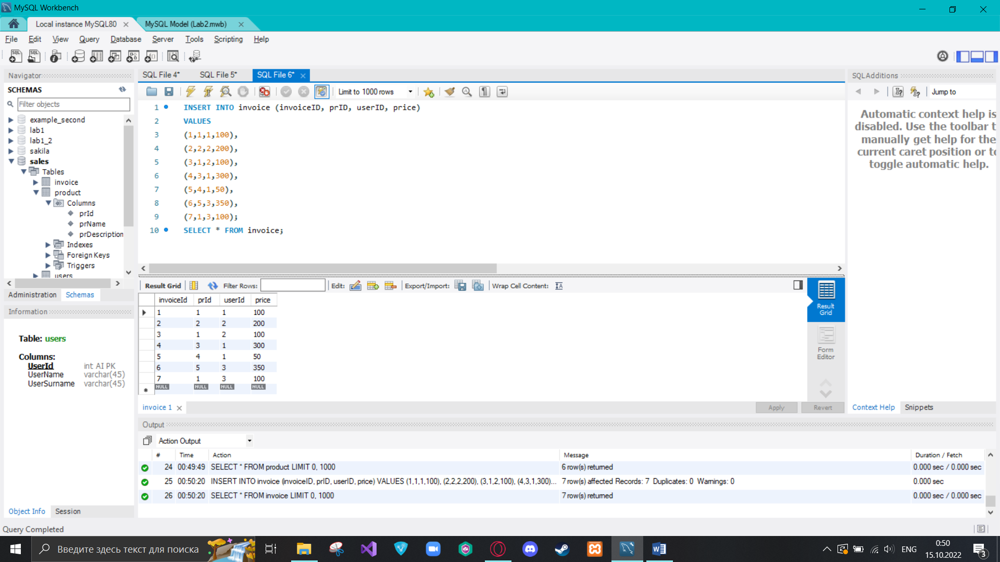 MySQL Workbench
Local instance MySQL80
MySQL Model (Lab2.mwb)
File Edit View Query Database Server Tools Scripting Help
Navigator
SCHEMAS
Filter objects
example_second
lab1
lab1_2
sakila
sales
Tables
invoice
product
Columns
prId
prName
prDescription
Indexes
Foreign Keys
Triggers
users
Administration Schemas
Information
Table: users
Columns:
UserId int AI PK
UserName varchar(45)
UserSurname varchar(45)
Object Info Session
SQL File 4* SQL File 5* SQL File 6*
Limit to 1000 rows
1 INSERT INTO invoice (invoiceID, prID, userID, price)
2 VALUES
3 (1,1,1,100),
4 (2,2,2,200),
5 (3,1,2,100),
6 (4,3,1,300),
7 (5,4,1,50),
8 (6,5,3,350),
9 (7,1,3,100);
10 SELECT * FROM invoice;
Result Grid Filter Rows: Edit: Export/Import: Wrap Cell Content:
invoiceId prId userId price
1 1 1 100
2 2 2 200
3 1 2 100
4 3 1 300
5 4 1 50
6 5 3 350
7 1 3 100
NULL NULL NULL NULL
Result Grid
Form Editor
invoice 1
Apply Revert
SQLAdditions
Jump to
Automatic context help is
disabled. Use the toolbar t
manually get help for the
current caret position or to
toggle automatic help.
Context Help Snippets
Output
Action Output
# Time Action Message Duration / Fetch
24 00:49:49 SELECT * FROM product LIMIT 0, 1000 6 row(s) returned 0.000 sec / 0.000 sec
25 00:50:20 INSERT INTO invoice (invoiceID, prID, userID, price) VALUES (1,1,1,100), (2,2,2,200), (3,1,2,100), (4,3,1,300)... 7 row(s) affected Records: 7 Duplicates: 0 Warnings: 0 0.000 sec
26 00:50:20 SELECT * FROM invoice LIMIT 0, 1000 7 row(s) returned 0.000 sec / 0.000 sec
Query Completed
Введите здесь текст для поиска
ENG
0:50
15.10.2022
3